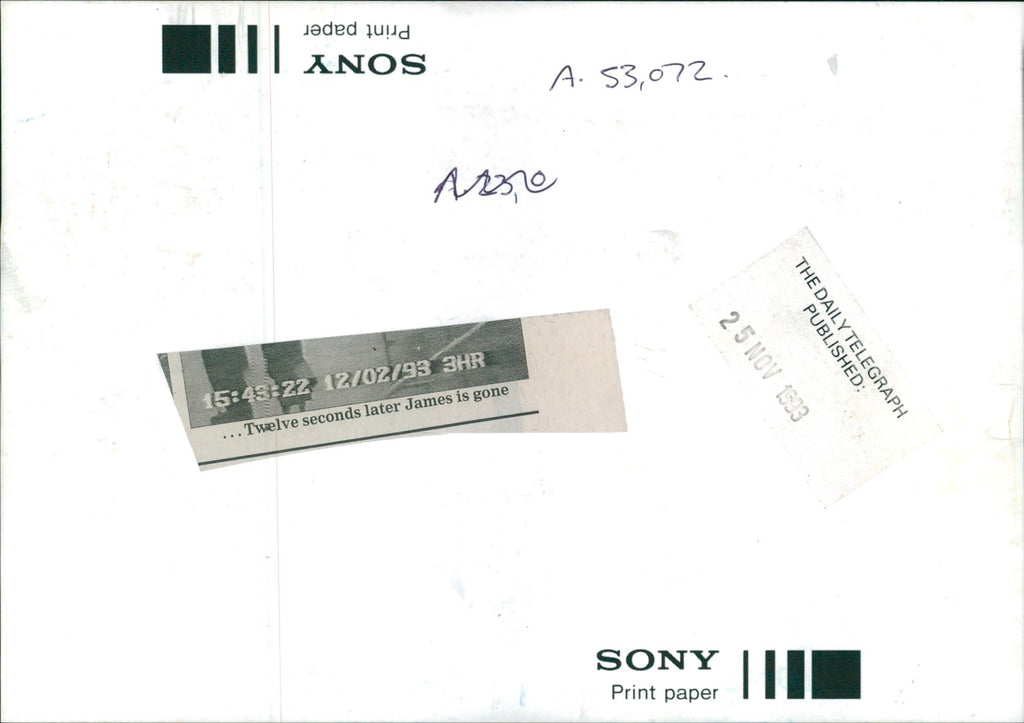 Print paper
SONY
A. 53,072.
THE DAILY TELEGRAPH
PUBLISHED:
25 NOV 1993
15:43:22 12/02/93 3HR
...Twelve seconds later James is gone
SONY
Print paper